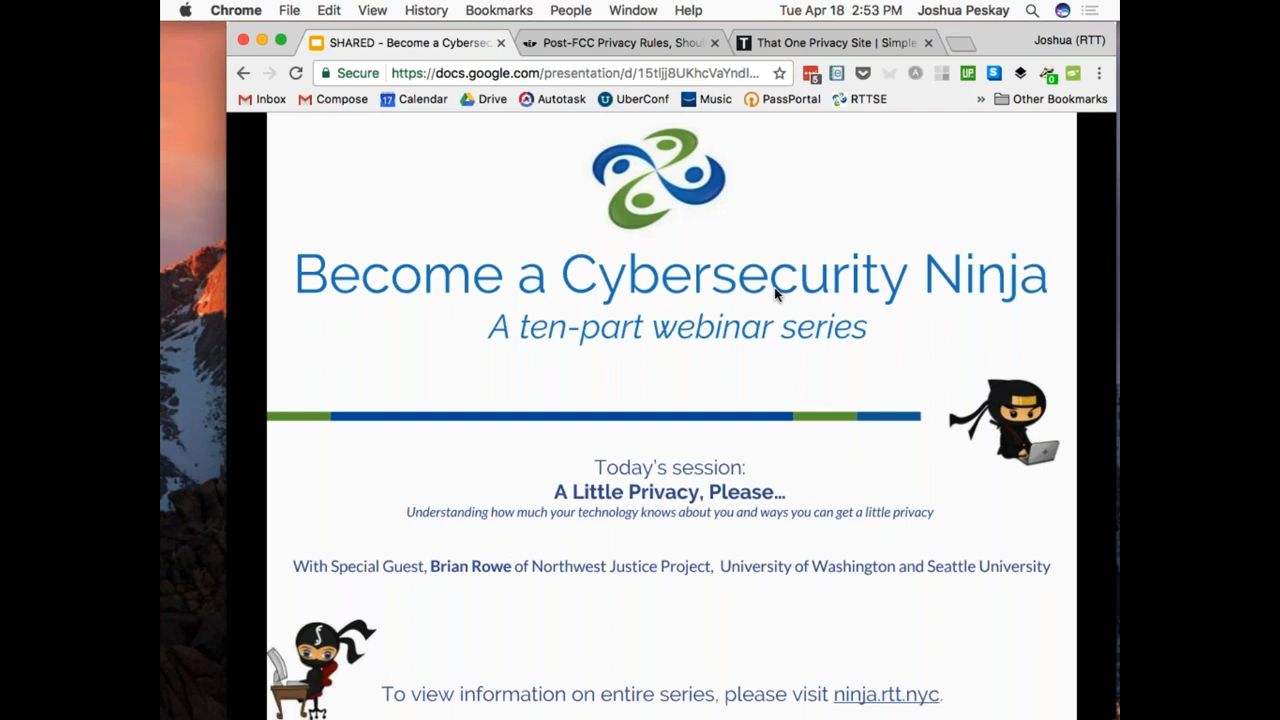 Chrome File Edit View History Bookmarks People Window Help Tue Apr 18 2:53 PM Joshua Peskay
SHARED - Become a Cybersec Post-FCC Privacy Rules, Shou That One Privacy Site | Simple Joshua (RTT)
Secure https://docs.google.com/presentation/d/15tljj8UKhcVaYndI...
Inbox Compose Calendar Drive Autotask UberConf Music PassPortal RTTSE » Other Bookmarks
Become a Cybersecurity Ninja
A ten-part webinar series
Today's session:
A Little Privacy, Please…
Understanding how much your technology knows about you and ways you can get a little privacy
With Special Guest, Brian Rowe of Northwest Justice Project, University of Washington and Seattle University
To view information on entire series, please visit ninja.rtt.nyc.